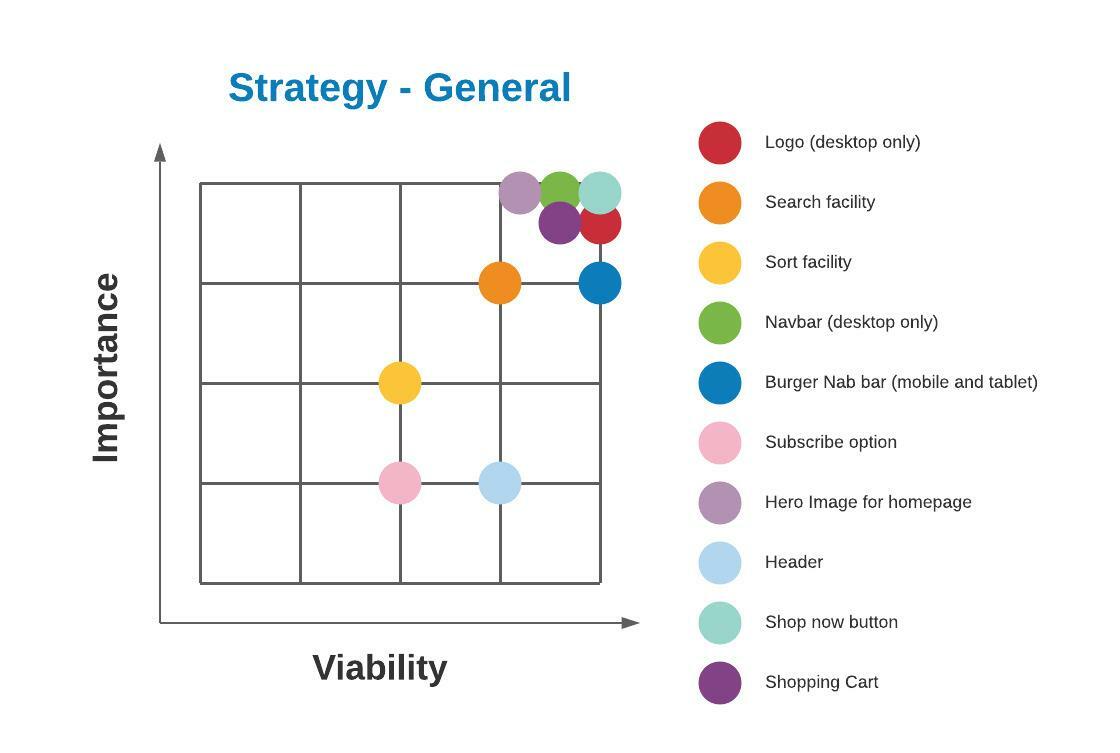 Strategy - General
Importance
Viability
Logo (desktop only)
Search facility
Sort facility
Navbar (desktop only)
Burger Nab bar (mobile and tablet)
Subscribe option
Hero Image for homepage
Header
Shop now button
Shopping Cart